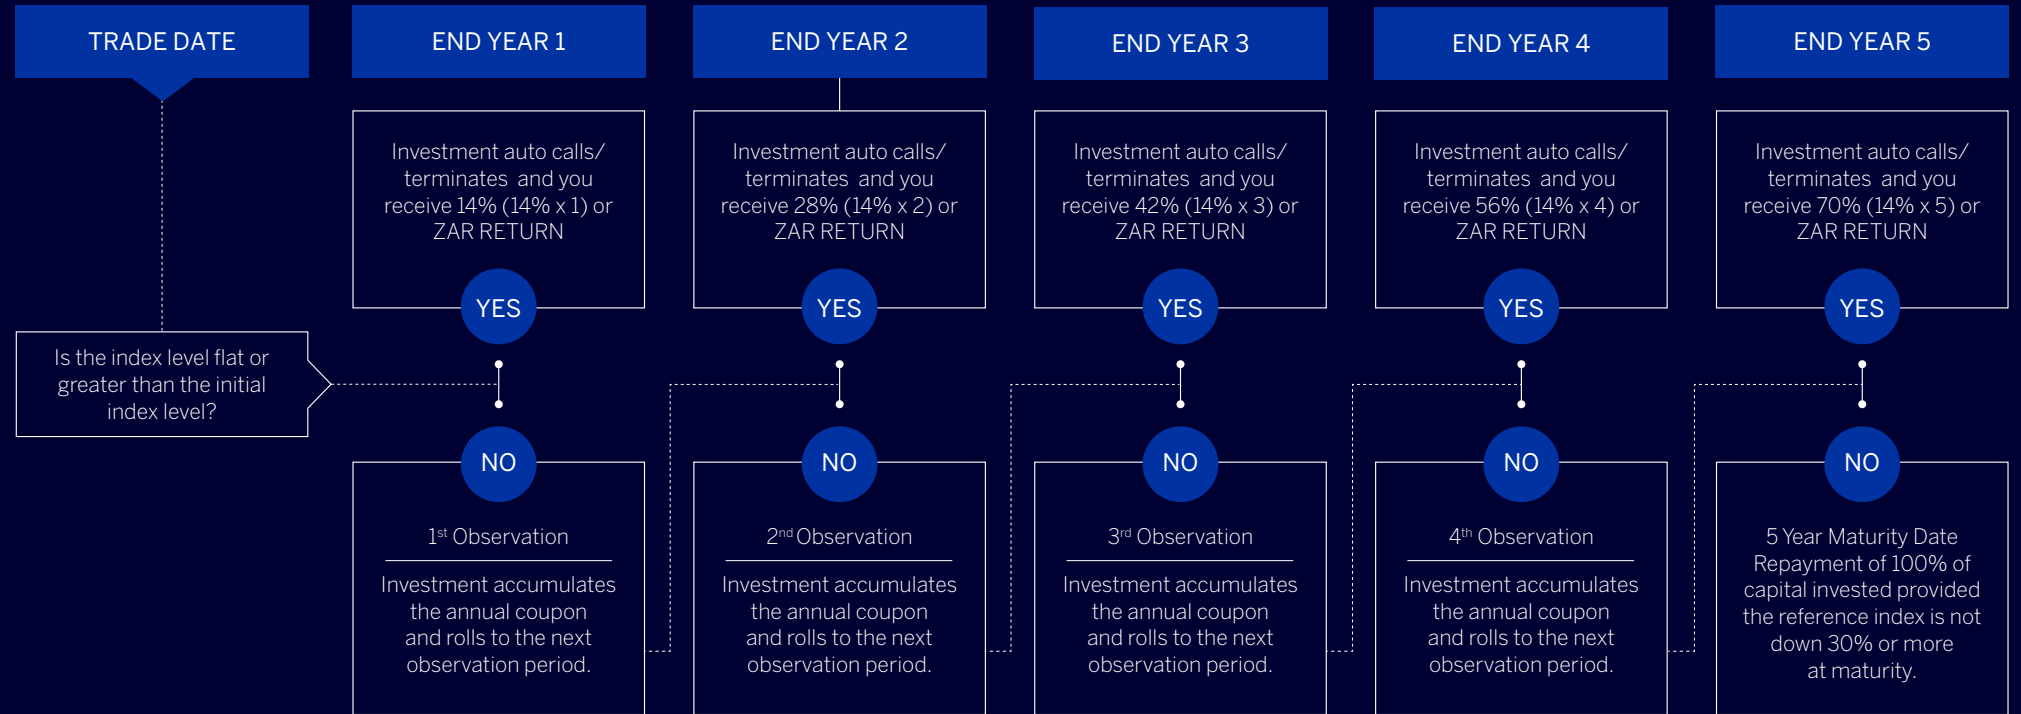 TRADE DATE
Is the index level flat or
greater than the initial
index level?
END YEAR 1
Investment auto calls/
terminates and you
receive 14% (14% x 1) or
ZAR RETURN
YES
NO
1st Observation
Investment accumulates
the annual coupon
and rolls to the next
observation period.
END YEAR 2
Investment auto calls/
terminates and you
receive 28% (14% x 2) or
ZAR RETURN
YES
NO
2nd Observation
Investment accumulates
the annual coupon
and rolls to the next
observation period.
END YEAR 3
Investment auto calls/
terminates and you
receive 42% (14% x 3) or
ZAR RETURN
YES
NO
3rd Observation
Investment accumulates
the annual coupon
and rolls to the next
observation period.
END YEAR 4
Investment auto calls/
terminates and you
receive 56% (14% x 4) or
ZAR RETURN
YES
NO
4th Observation
Investment accumulates
the annual coupon
and rolls to the next
observation period.
END YEAR 5
Investment auto calls/
terminates and you
receive 70% (14% x 5) or
ZAR RETURN
YES
NO
5 Year Maturity Date
Repayment of 100% of
capital invested provided
the reference index is not
down 30% or more
at maturity.